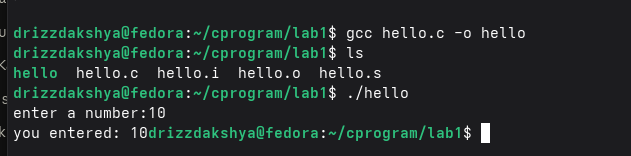 drizzdakshya@fedora:~/cprogram/lab1$ gcc hello.c -o hello
drizzdakshya@fedora:~/cprogram/lab1$ ls
hello  hello.c  hello.i  hello.o  hello.s
drizzdakshya@fedora:~/cprogram/lab1$ ./hello
enter a number:10
you entered: 10drizzdakshya@fedora:~/cprogram/lab1$